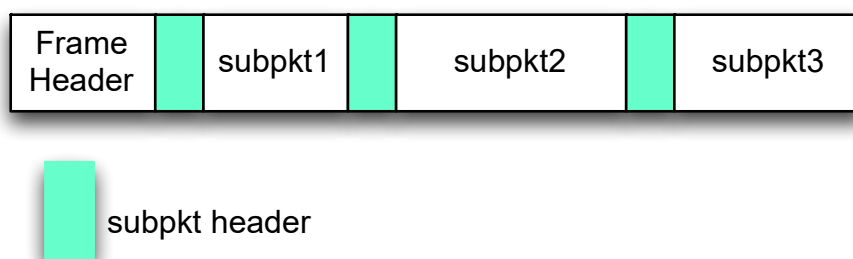 Frame
Header
subpkt1
subpkt2
subpkt3
subpkt header